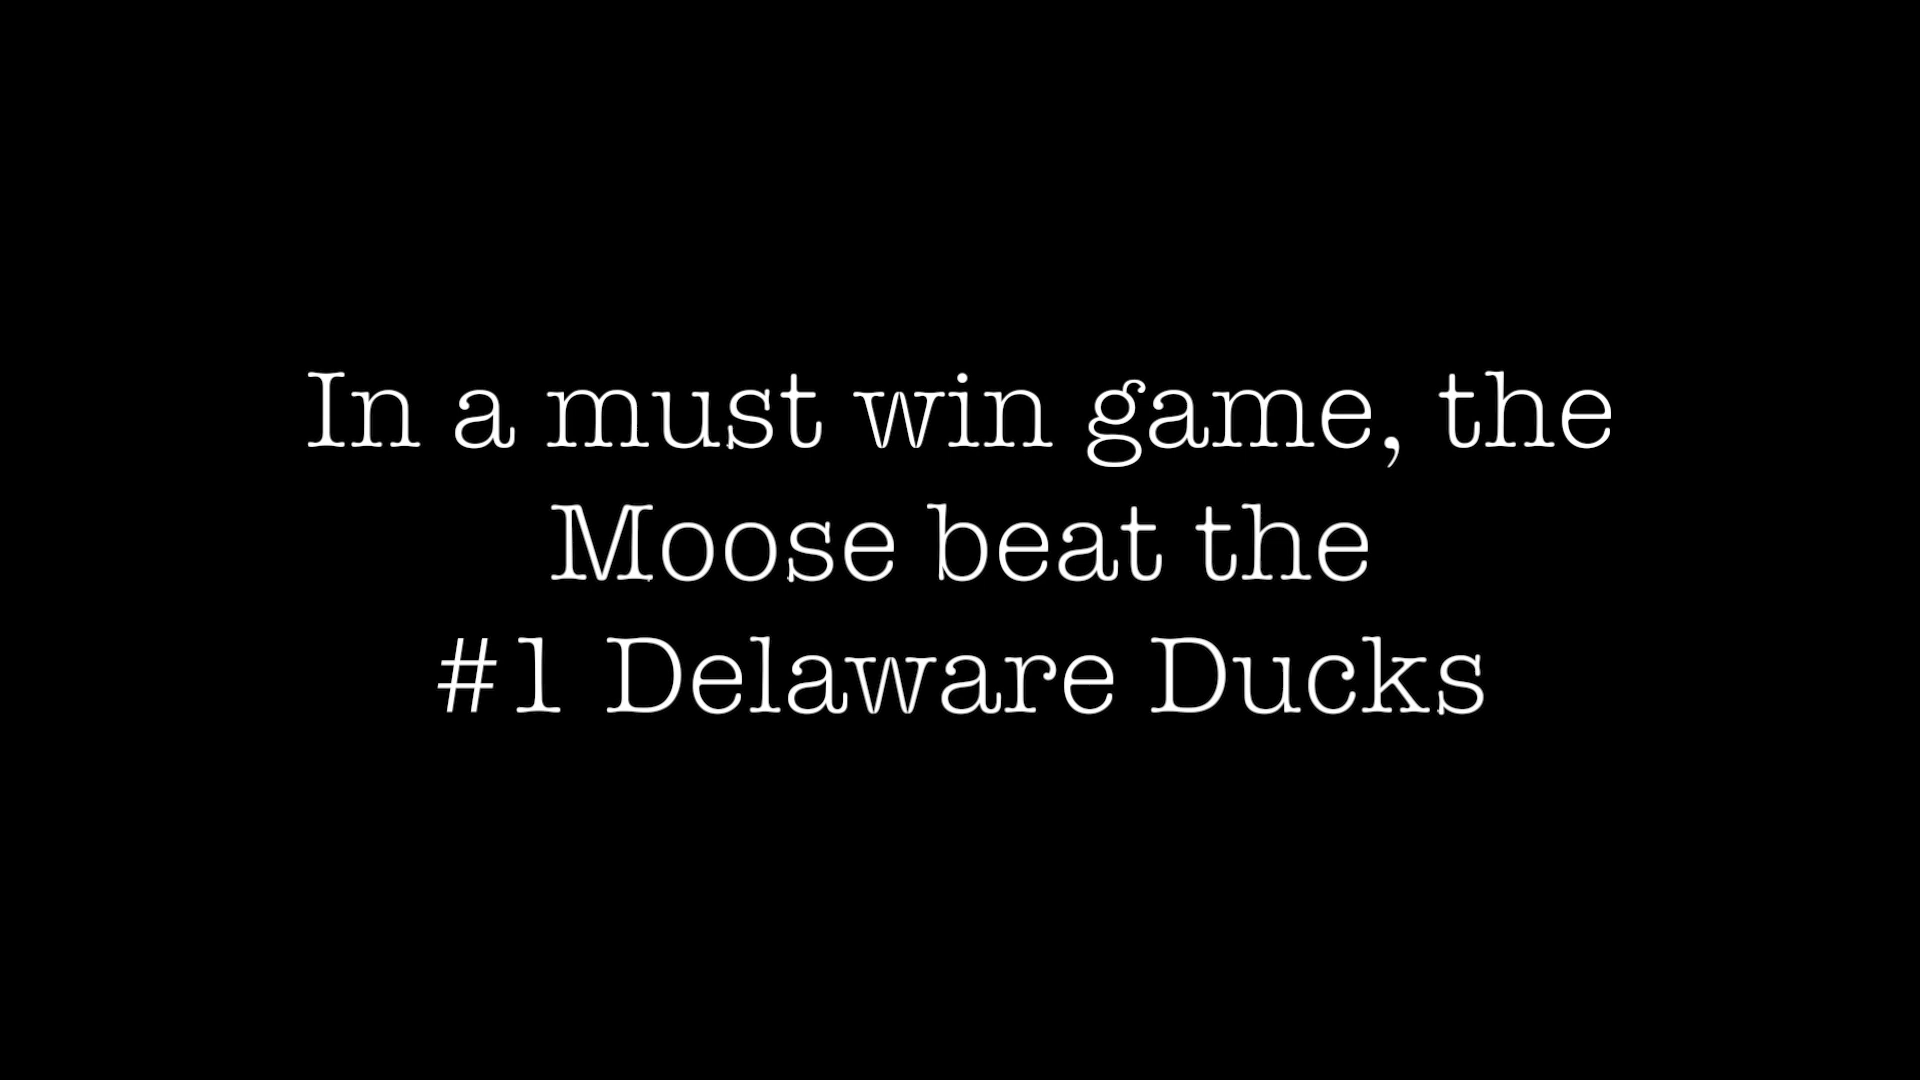 In a must win game, the
Moose beat the
#1 Delaware Ducks